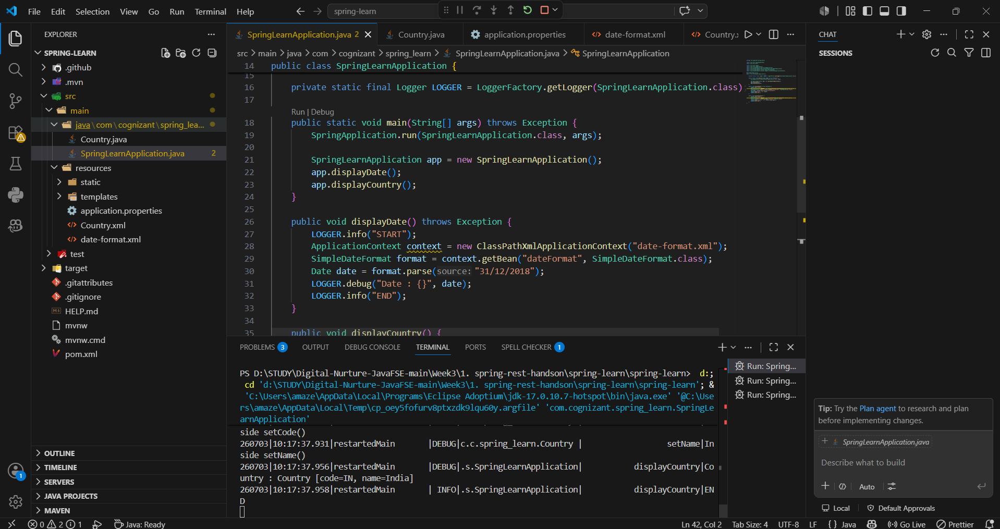 File Edit Selection View Go Run Terminal Help
spring-learn
EXPLORER
SPRING-LEARN
.github
.mvn
src
main
java\com\cognizant\spring_lea...
Country.java
SpringLearnApplication.java 2
resources
static
templates
application.properties
Country.xml
date-format.xml
test
target
.gitattributes
.gitignore
HELP.md
mvnw
mvnw.cmd
pom.xml
OUTLINE
TIMELINE
SERVERS
JAVA PROJECTS
MAVEN
SpringLearnApplication.java 2
Country.java
application.properties
date-format.xml
Country.x
src > main > java > com > cognizant > spring_learn > SpringLearnApplication.java > SpringLearnApplication
14 public class SpringLearnApplication {
15
16 private static final Logger LOGGER = LoggerFactory.getLogger(SpringLearnApplication.class)
17
Run | Debug
18 public static void main(String[] args) throws Exception {
19 SpringApplication.run(SpringLearnApplication.class, args);
20
21 SpringLearnApplication app = new SpringLearnApplication();
22 app.displayDate();
23 app.displayCountry();
24 }
25
26 public void displayDate() throws Exception {
27 LOGGER.info("START");
28 ApplicationContext context = new ClassPathXmlApplicationContext("date-format.xml");
29 SimpleDateFormat format = context.getBean("dateFormat", SimpleDateFormat.class);
30 Date date = format.parse(source: "31/12/2018");
31 LOGGER.debug("Date : {}", date);
32 LOGGER.info("END");
33 }
34
35 public void displayCountry() {
PROBLEMS 3 OUTPUT DEBUG CONSOLE TERMINAL PORTS SPELL CHECKER 1
PS D:\STUDY\Digital-Nurture-JavaFSE-main\Week3\1. spring-rest-handson\spring-learn\spring-learn> d:;
cd 'd:\STUDY\Digital-Nurture-JavaFSE-main\Week3\1. spring-rest-handson\spring-learn\spring-learn'; &
'C:\Users\amaze\AppData\Local\Programs\Eclipse Adoptium\jdk-17.0.10.7-hotspot\bin\java.exe' '@C:\Use
rs\amaze\AppData\Local\Temp\cp_oey5fofurv8ptxzdk9lqu60y.argfile' 'com.cognizant.spring_learn.SpringLe
arnApplication'
side setCode()
260703|10:17:37.931|restartedMain |DEBUG|c.c.spring_learn.Country | setName|In
side setName()
260703|10:17:37.956|restartedMain |DEBUG|.s.SpringLearnApplication| displayCountry|Co
untry : Country [code=IN, name=India]
260703|10:17:37.958|restartedMain | INFO|.s.SpringLearnApplication| displayCountry|EN
D
Run: Spring...
Run: Spring...
Run: Spring...
CHAT
SESSIONS
Tip: Try the Plan agent to research and plan
before implementing changes.
SpringLearnApplication.java
Describe what to build
Auto
Local Default Approvals
1
0 2 1 Java: Ready
Ln 42, Col 2 Tab Size: 4 UTF-8 LF {} Java Go Live Prettier